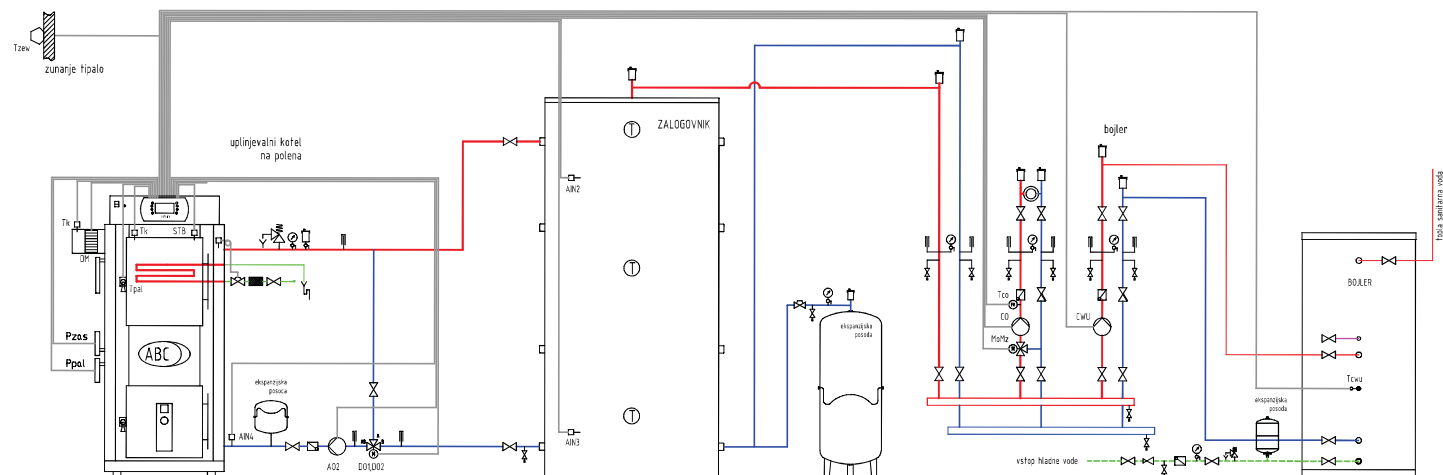 Tzew
zunanje tipalo
uplinjevalni kotel
na polena
ZALOGOVNIK
bojler
AIN2
Tk
Tk
STB
DM
Tpal
Pzas
Ppal
ABC
ekspanzijska
posoda
AIN4
AO2
DO1,DO2
AIN3
T
T
T
ekspanzijska
posoda
Tco
CO
MoMz
CWU
BOJLER
topla sanitarna voda
Tcwu
ekspanzijska
posoda
vstop hladne vode